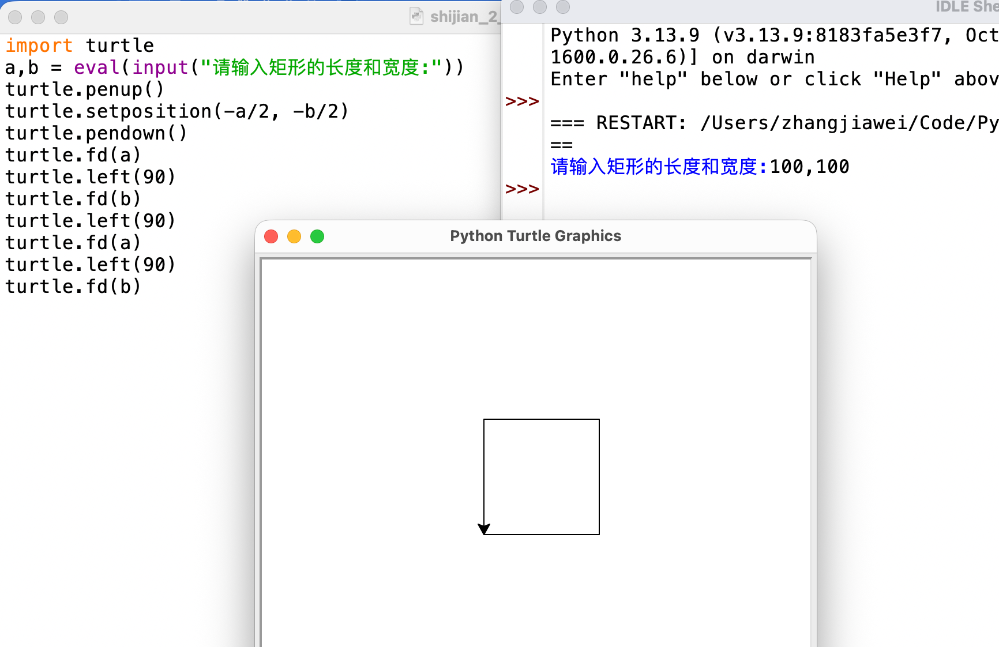 shijian_2_
import turtle
a,b = eval(input("请输入矩形的长度和宽度:"))
turtle.penup()
turtle.setposition(-a/2, -b/2)
turtle.pendown()
turtle.fd(a)
turtle.left(90)
turtle.fd(b)
turtle.left(90)
turtle.fd(a)
turtle.left(90)
turtle.fd(b)
IDLE She
Python 3.13.9 (v3.13.9:8183fa5e3f7, Oct
1600.0.26.6)] on darwin
Enter "help" below or click "Help" abov
>>>
=== RESTART: /Users/zhangjiawei/Code/Py
==
请输入矩形的长度和宽度:100,100
>>>
Python Turtle Graphics